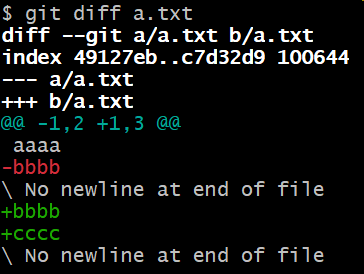 $ git diff a.txt
diff --git a/a.txt b/a.txt
index 49127eb..c7d32d9 100644
--- a/a.txt
+++ b/a.txt
@@ -1,2 +1,3 @@
 aaaa
-bbbb
\ No newline at end of file
+bbbb
+cccc
\ No newline at end of file